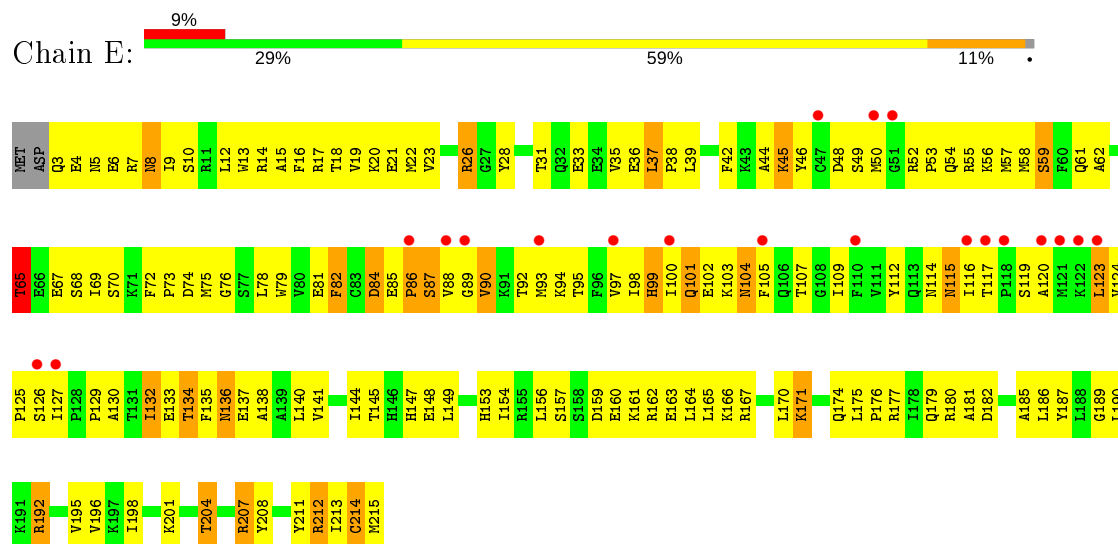 9%
Chain E:
29% 59% 11% •
MET ASP Q3 E4 N5 E6 R7 N8 I9 S10 R11 L12 W13 R14 A15 F16 R17 T18 V19 K20 E21 M22 V23 R26 G27 Y28 T31 Q32 E33 E34 V35 E36 L37 P38 L39 F42 K43 A44 K45 Y46 C47 D48 S49 M50 G51 R52 P53 Q54 R55 K56 M57 M58 S59 F60 Q61 A62
T65 E66 E67 S68 I69 S70 K71 F72 P73 D74 M75 G76 S77 L78 W79 V80 E81 F82 C83 D84 E85 P86 S87 V88 G89 V90 K91 T92 M93 K94 T95 F96 V97 I98 H99 I100 Q101 E102 K103 N104 F105 Q106 T107 G108 I109 F110 V111 Y112 Q113 N114 N115 I116 T117 P118 S119 A120 M121 K122 L123 V124
P125 S126 I127 P128 P129 A130 T131 I132 E133 T134 F135 N136 E137 A138 A139 L140 V141 I144 T145 H146 H147 E148 L149 H153 I154 R155 L156 S157 S158 D159 E160 K161 R162 E163 L164 L165 K166 R167 L170 K171 Q174 L175 P176 R177 I178 Q179 R180 A181 D182 A185 L186 Y187 L188 G189 L190
K191 R192 V195 V196 K197 I198 K201 T204 R207 Y208 Y211 R212 I213 C214 M215